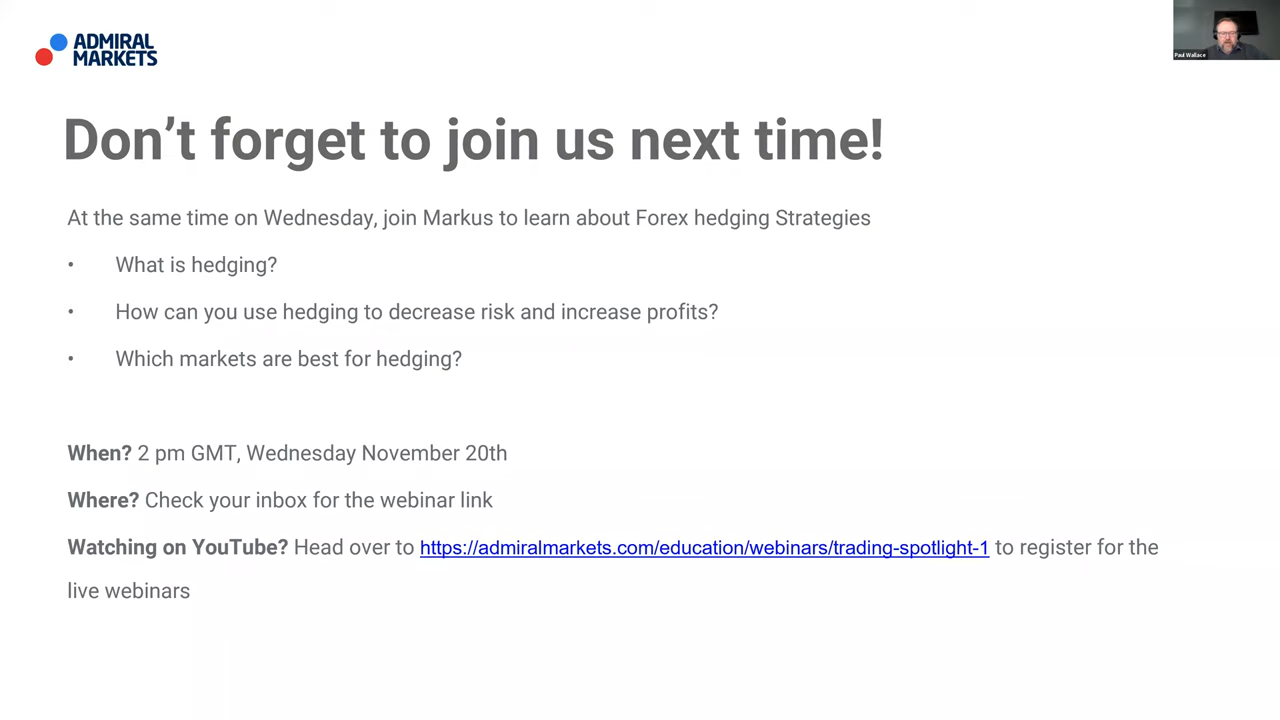 ADMIRAL
MARKETS
Paul Wallace
Don’t forget to join us next time!
At the same time on Wednesday, join Markus to learn about Forex hedging Strategies
• What is hedging?
• How can you use hedging to decrease risk and increase profits?
• Which markets are best for hedging?
When? 2 pm GMT, Wednesday November 20th
Where? Check your inbox for the webinar link
Watching on YouTube? Head over to https://admiralmarkets.com/education/webinars/trading-spotlight-1 to register for the
live webinars